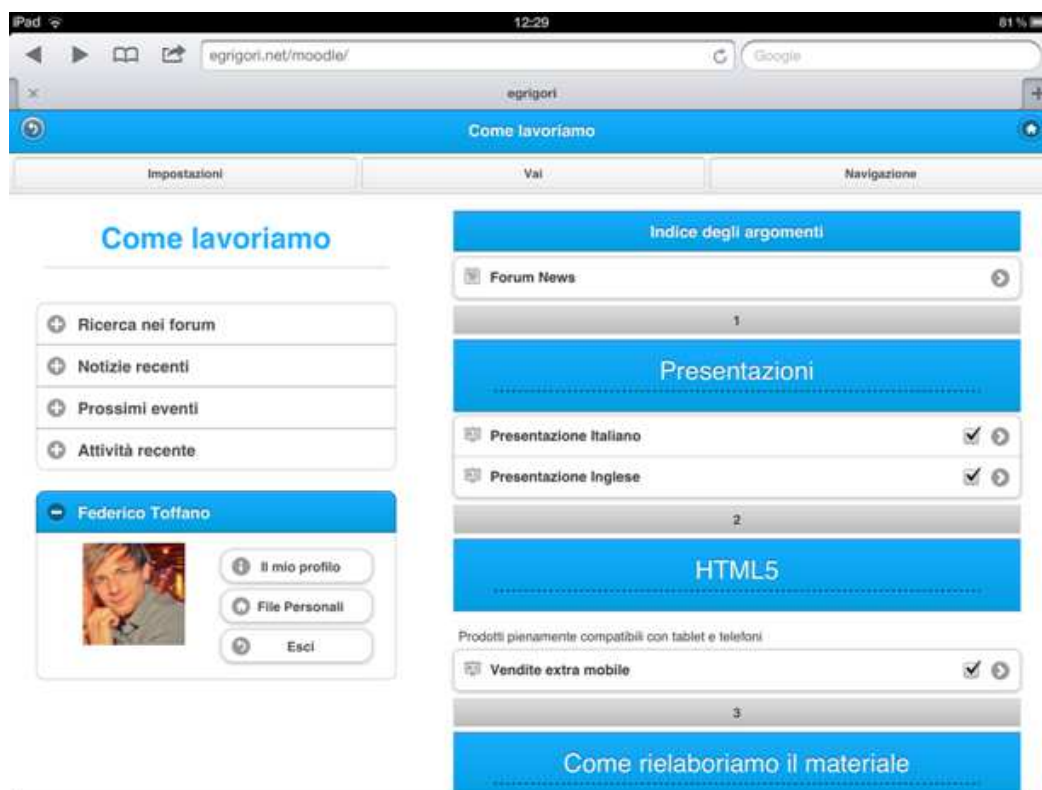 iPad 12:29 81 %
egrigori.net/moodle/ Google
egrigori
Come lavoriamo
Impostazioni Vai Navigazione
Come lavoriamo
Ricerca nei forum
Notizie recenti
Prossimi eventi
Attività recente
Federico Toffano
Il mio profilo
File Personali
Esci
Indice degli argomenti
Forum News
1
Presentazioni
Presentazione Italiano
Presentazione Inglese
2
HTML5
Prodotti pienamente compatibili con tablet e telefoni
Vendite extra mobile
3
Come rielaboriamo il materiale